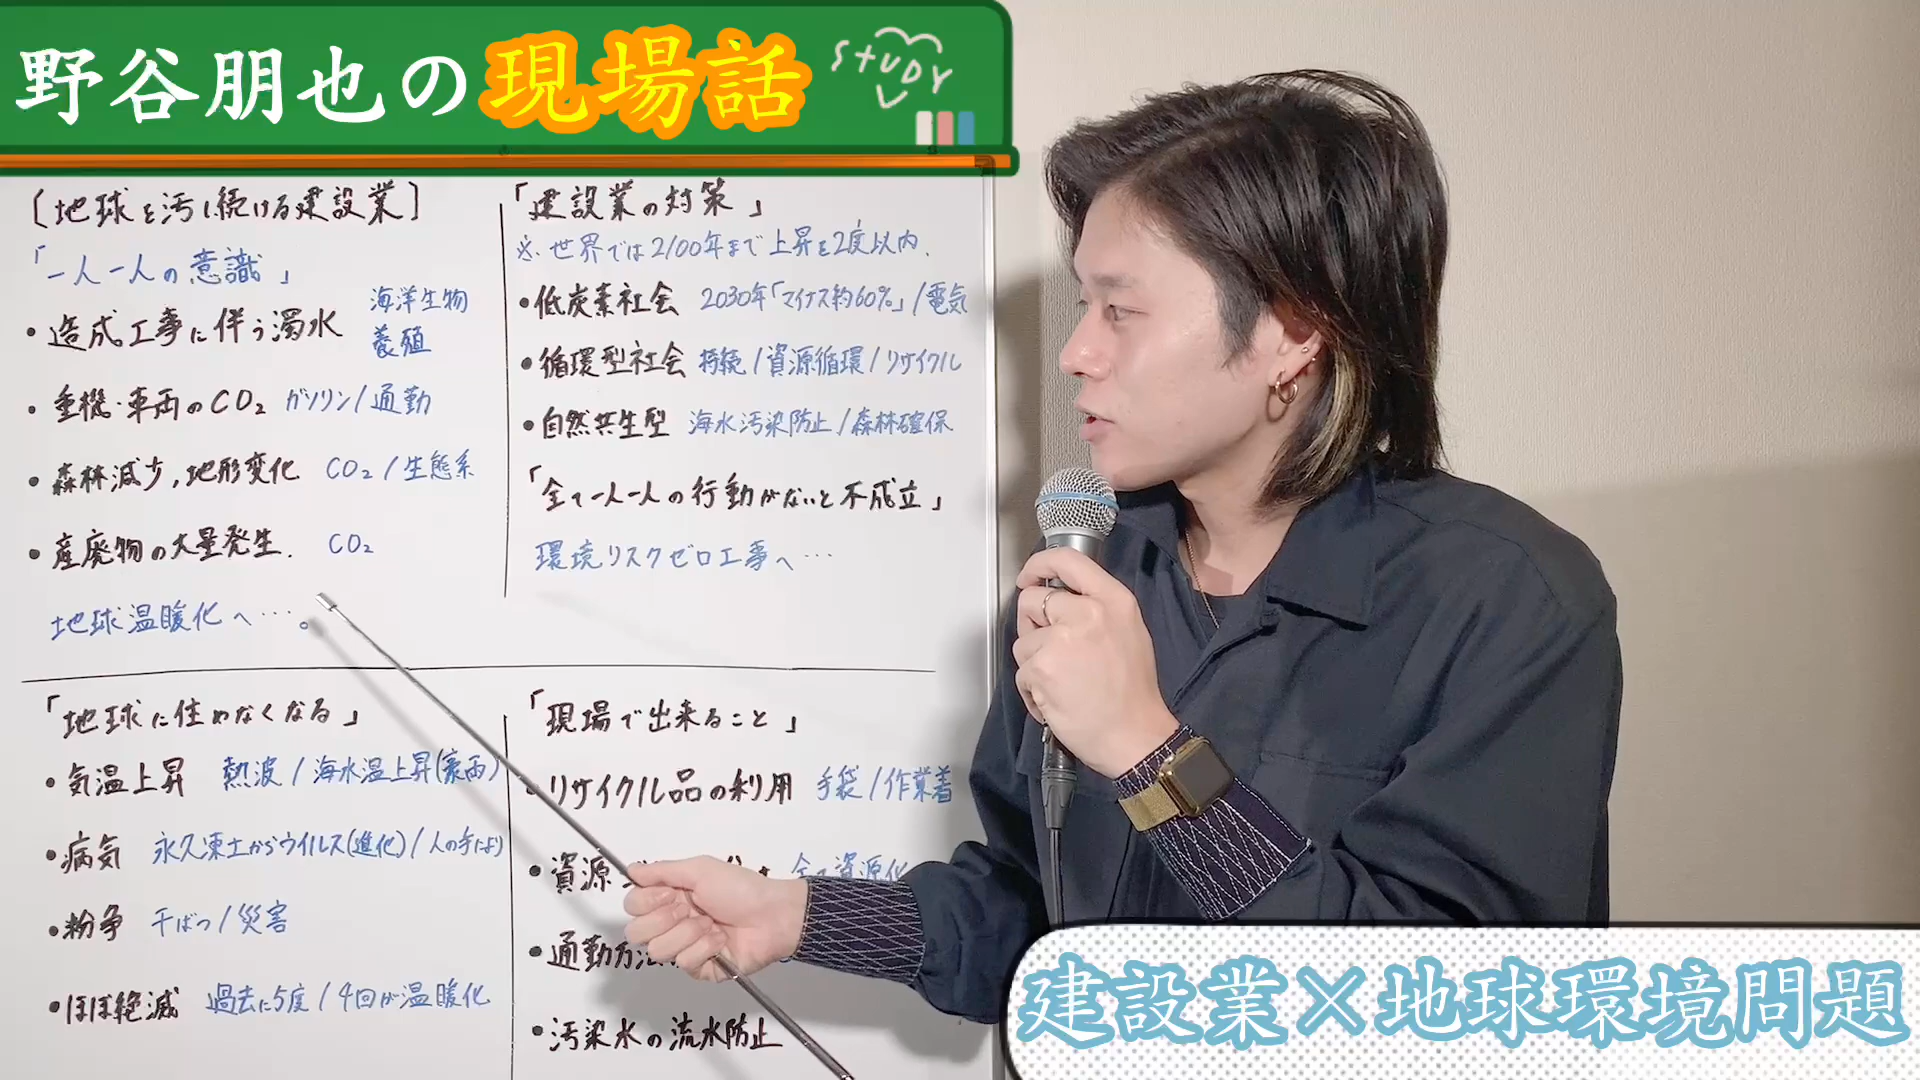 野谷朋也の現場話
STUDY
〔地球を汚し続ける建設業〕
「一人一人の意識」
・造成工事に伴う濁水 海洋生物 養殖
・重機・車両のCO2 ガソリン/通勤
・森林減少,地形変化 CO2/生態系
・産廃物の大量発生. CO2
地球温暖化へ…。
「建設業の対策」
※.世界では2100年まで上昇を2度以内.
・低炭素社会 2030年「マイナス約60%」/電気
・循環型社会 持続/資源循環/リサイクル
・自然共生型 海水汚染防止/森林確保
「全て一人一人の行動がないと不成立」
環境リスクゼロ工事へ…
「地球に住めなくなる」
・気温上昇 熱波/海水温上昇(豪雨)
・病気 永久凍土からウイルス(進化)/人の手により
・紛争 干ばつ/災害
・ほぼ絶滅 過去に5度/4回が温暖化
「現場で出来ること」
・リサイクル品の利用 手袋/作業着
・資源 全て資源化
・通勤方法
・汚染水の流水防止
建設業×地球環境問題